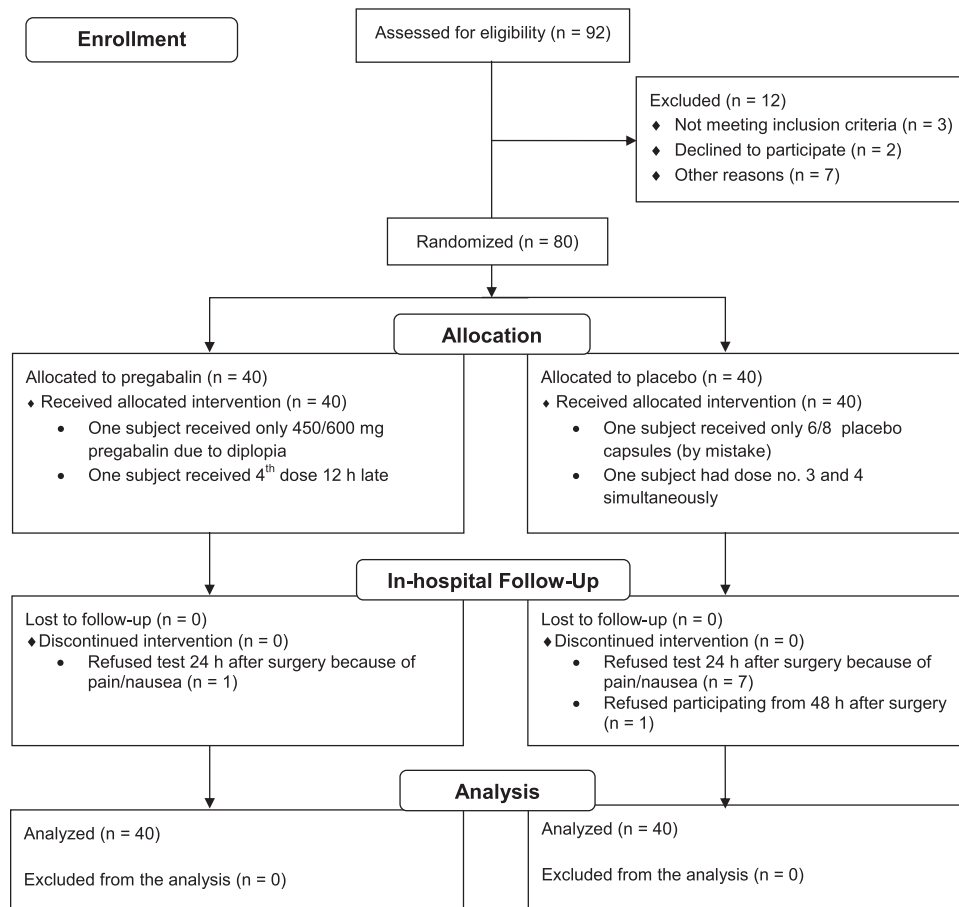 Enrollment
Assessed for eligibility (n = 92)
Excluded (n = 12)
♦ Not meeting inclusion criteria (n = 3)
♦ Declined to participate (n = 2)
♦ Other reasons (n = 7)
Randomized (n = 80)
Allocation
Allocated to pregabalin (n = 40)
♦ Received allocated intervention (n = 40)
• One subject received only 450/600 mg
pregabalin due to diplopia
• One subject received 4th dose 12 h late
Allocated to placebo (n = 40)
♦ Received allocated intervention (n = 40)
• One subject received only 6/8 placebo
capsules (by mistake)
• One subject had dose no. 3 and 4
simultaneously
In-hospital Follow-Up
Lost to follow-up (n = 0)
♦Discontinued intervention (n = 0)
• Refused test 24 h after surgery because of
pain/nausea (n = 1)
Lost to follow-up (n = 0)
♦Discontinued intervention (n = 0)
• Refused test 24 h after surgery because of
pain/nausea (n = 7)
• Refused participating from 48 h after surgery
(n = 1)
Analysis
Analyzed (n = 40)
Excluded from the analysis (n = 0)
Analyzed (n = 40)
Excluded from the analysis (n = 0)